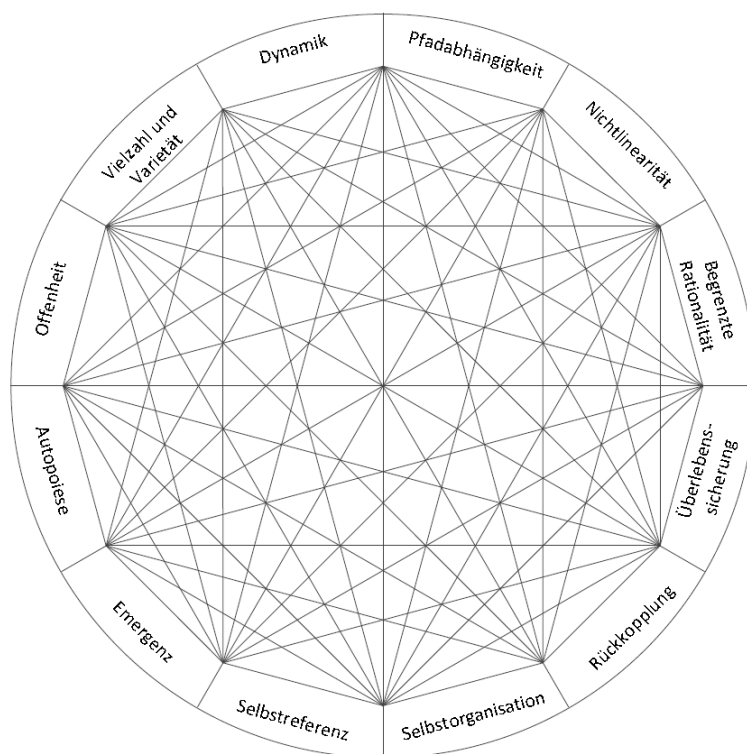 Dynamik
Pfadabhängigkeit
Nichtlinearität
Begrenzte
Rationalität
Überlebens-
sicherung
Rückkopplung
Selbstorganisation
Selbstreferenz
Emergenz
Autopoiese
Offenheit
Vielzahl und
Varietät